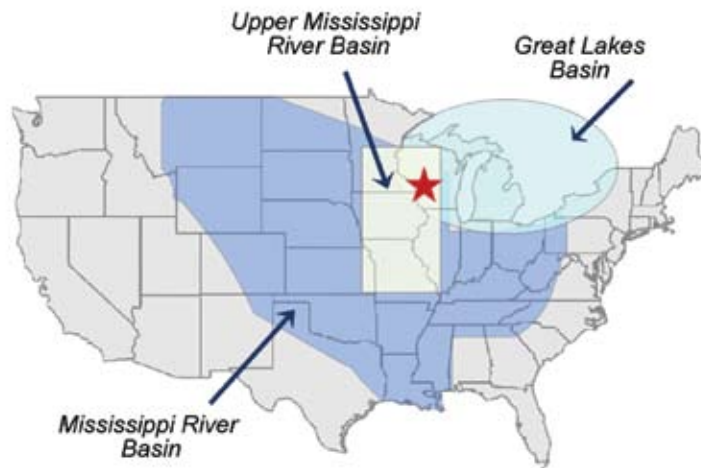 Upper Mississippi
River Basin
Great Lakes
Basin
Mississippi River
Basin